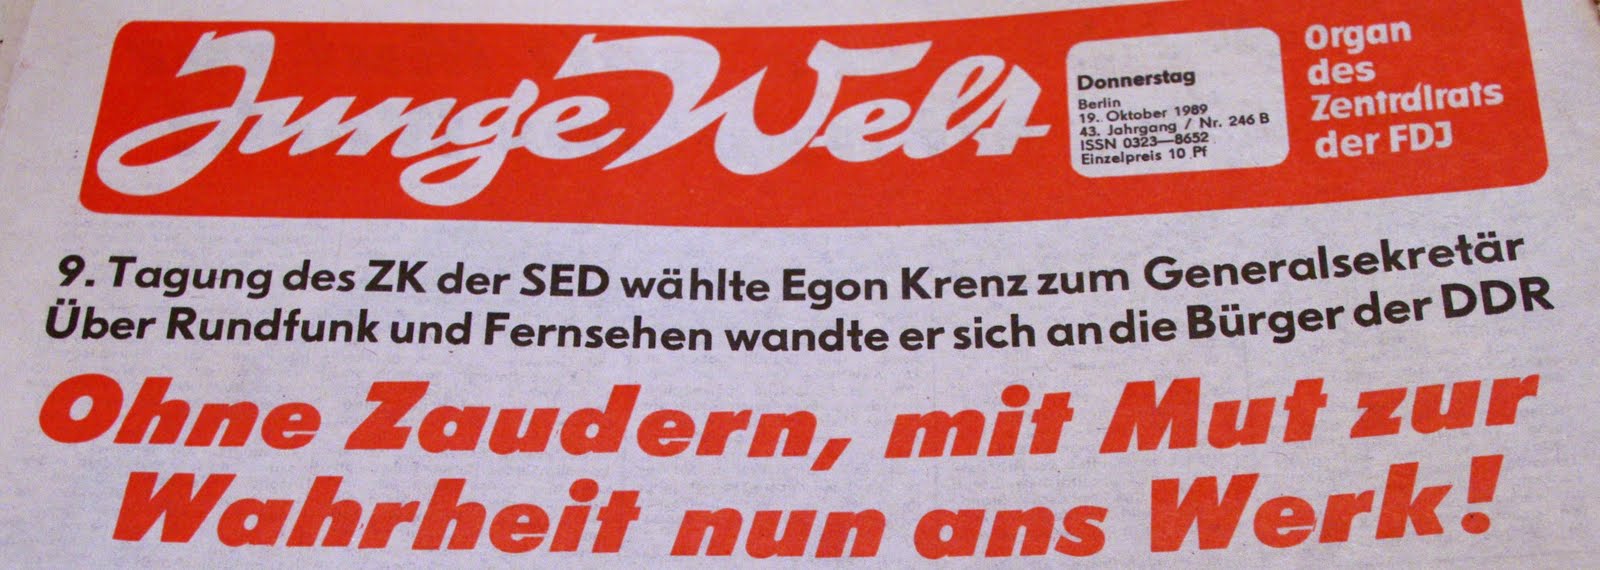 Junge Welt
Donnerstag
Berlin
19. Oktober 1989
43. Jahrgang / Nr. 246 B
ISSN 0323—8652
Einzelpreis 10 Pf
Organ
des
Zentralrats
der FDJ
9. Tagung des ZK der SED wählte Egon Krenz zum Generalsekretär
Über Rundfunk und Fernsehen wandte er sich an die Bürger der DDR
Ohne Zaudern, mit Mut zur
Wahrheit nun ans Werk!